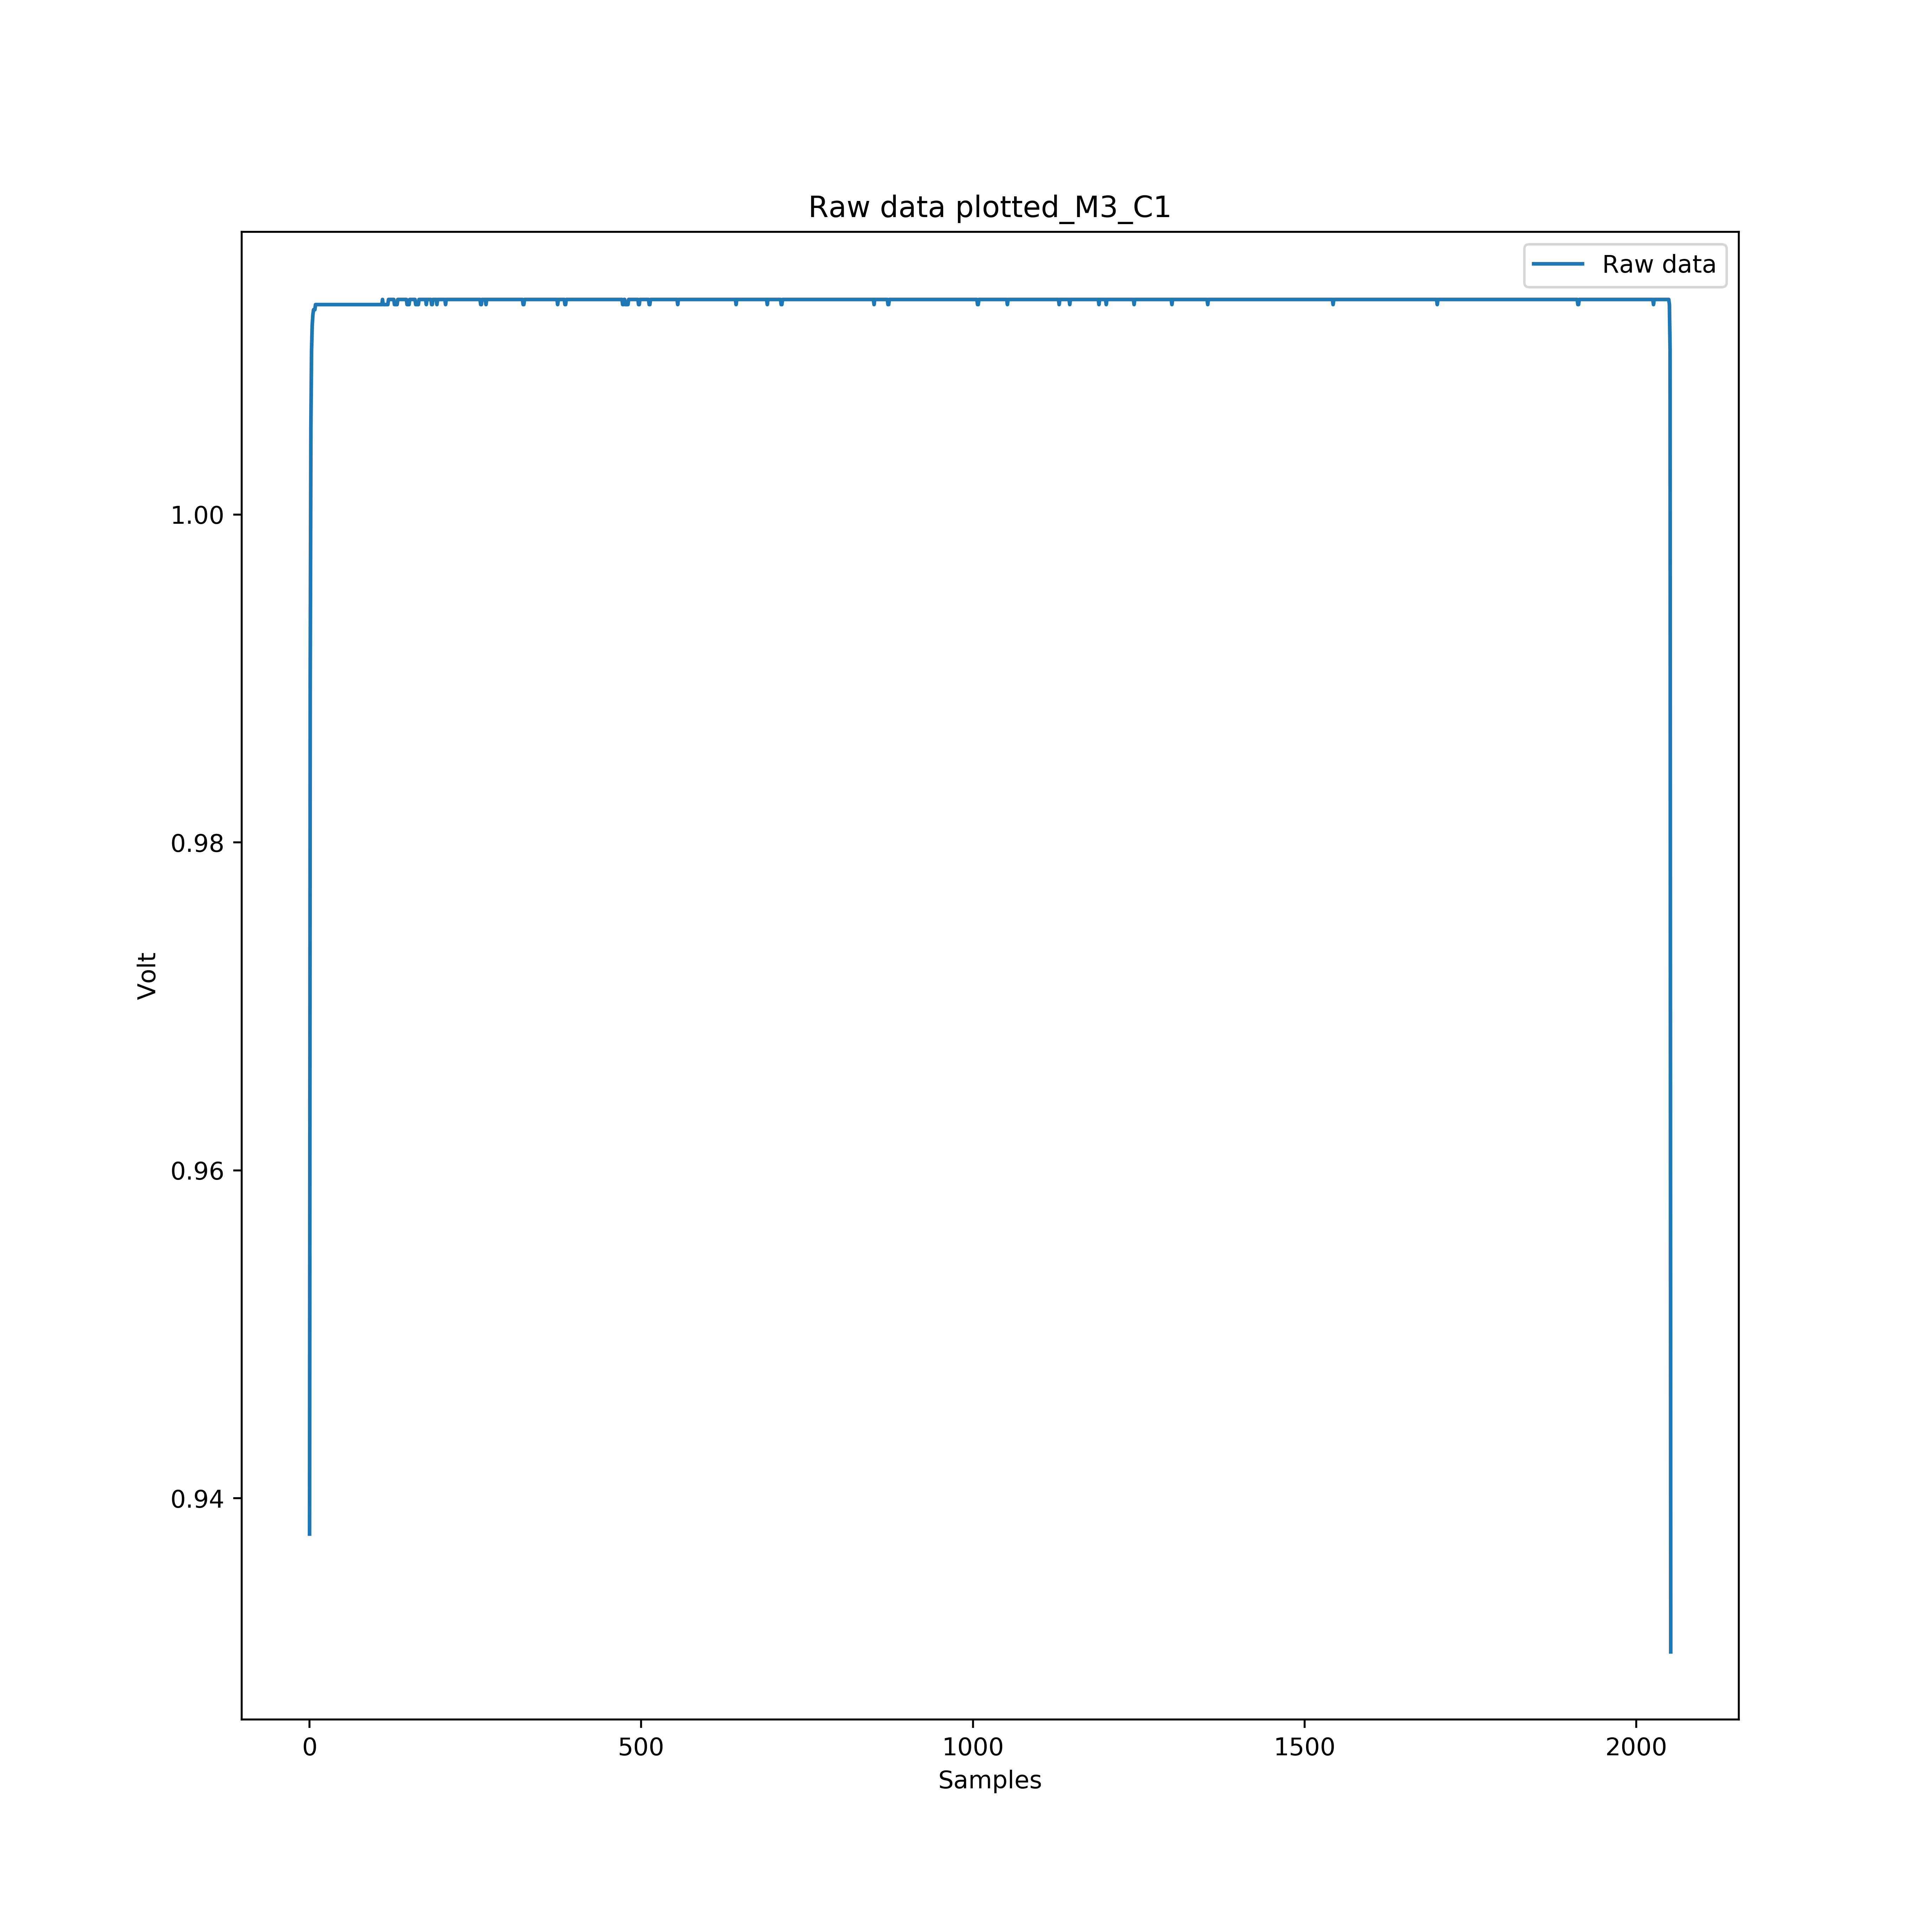 Raw data plotted_M3_C1
Raw data
1.00
0.98
0.96
0.94
Volt
0
500
1000
1500
2000
Samples